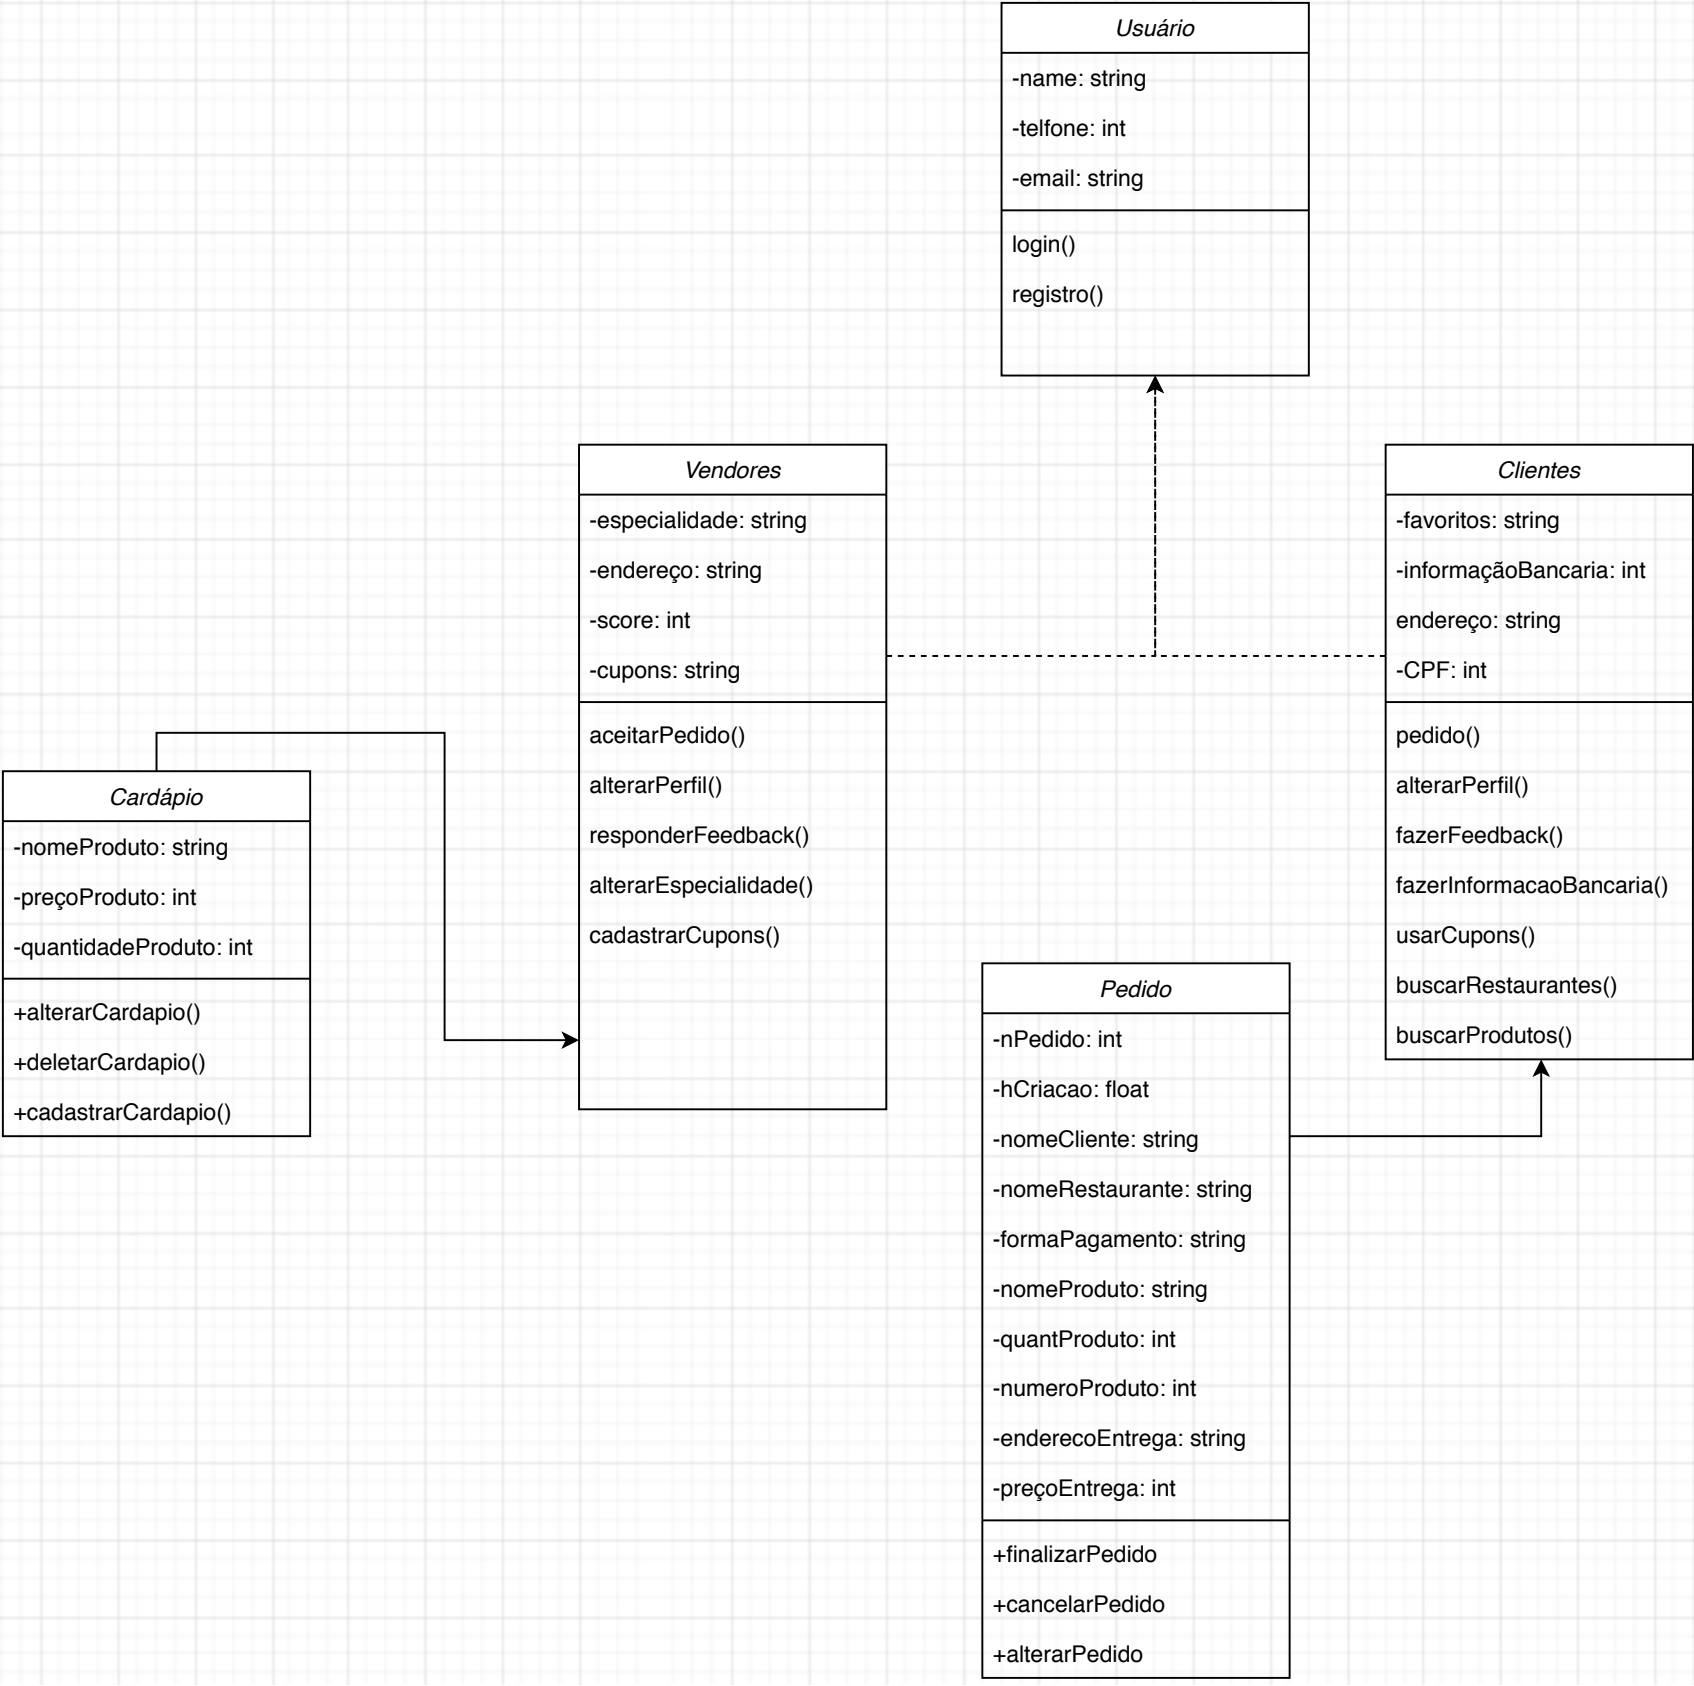 Usuário
-name: string
-telfone: int
-email: string
login()
registro()
Vendores
-especialidade: string
-endereço: string
-score: int
-cupons: string
aceitarPedido()
alterarPerfil()
responderFeedback()
alterarEspecialidade()
cadastrarCupons()
Clientes
-favoritos: string
-informaçãoBancaria: int
endereço: string
-CPF: int
pedido()
alterarPerfil()
fazerFeedback()
fazerInformacaoBancaria()
usarCupons()
buscarRestaurantes()
buscarProdutos()
Cardápio
-nomeProduto: string
-preçoProduto: int
-quantidadeProduto: int
+alterarCardapio()
+deletarCardapio()
+cadastrarCardapio()
Pedido
-nPedido: int
-hCriacao: float
-nomeCliente: string
-nomeRestaurante: string
-formaPagamento: string
-nomeProduto: string
-quantProduto: int
-numeroProduto: int
-enderecoEntrega: string
-preçoEntrega: int
+finalizarPedido
+cancelarPedido
+alterarPedido